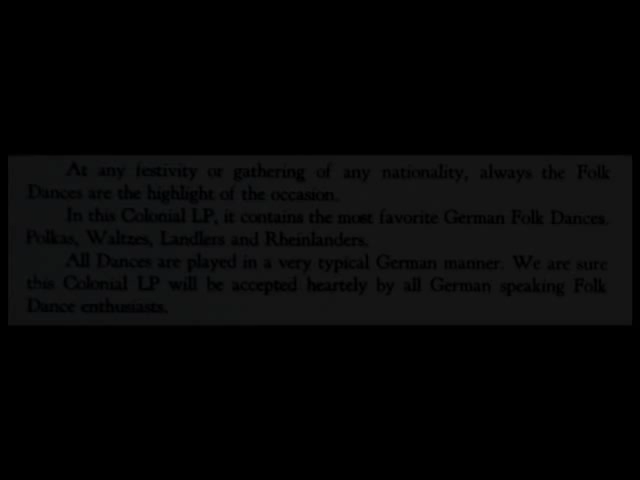 At any festivity or gathering of any nationality, always the Folk
Dances are the highlight of the occasion.
In this Colonial LP, it contains the most favorite German Folk Dances.
Polkas, Waltzes, Landlers and Rheinlanders.
All Dances are played in a very typical German manner. We are sure
this Colonial LP will be accepted heartely by all German speaking Folk
Dance enthusiasts.